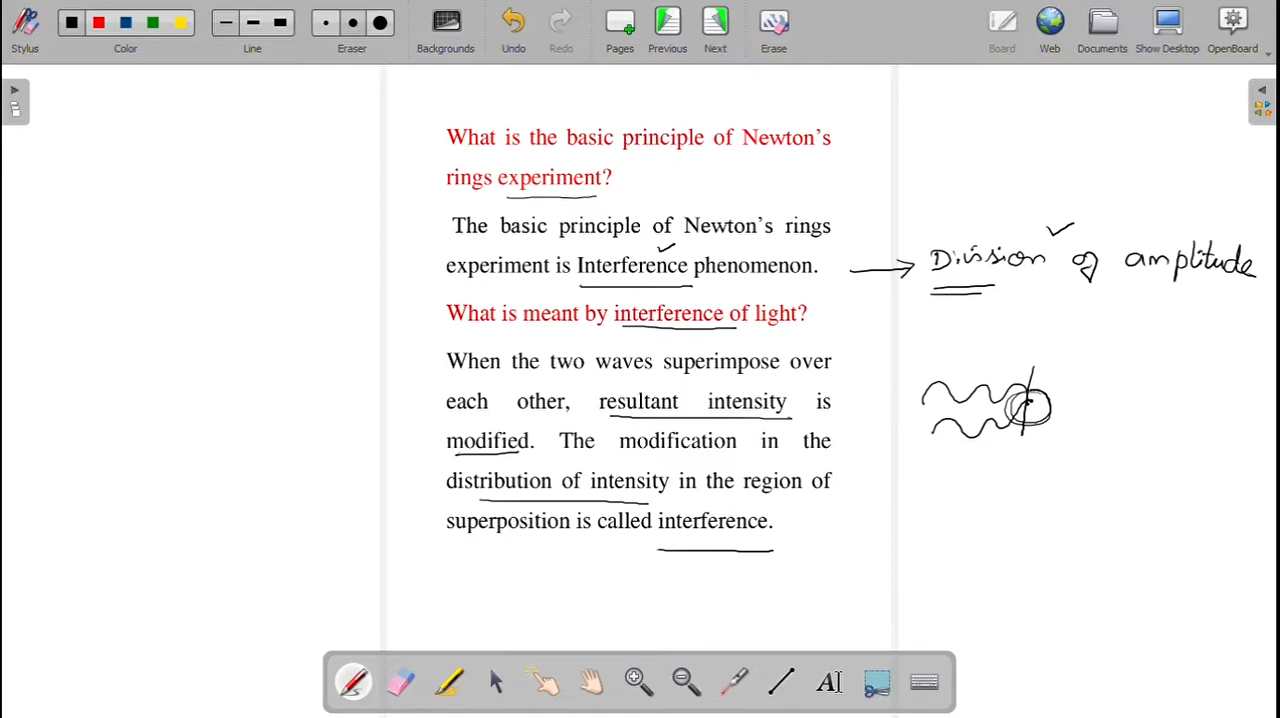 Stylus
Color
Line
Eraser
Backgrounds
Undo
Redo
Pages
Previous
Next
Erase
Board
Web
Documents
Show Desktop
OpenBoard
What is the basic principle of Newton's
rings experiment?
The basic principle of Newton's rings
experiment is Interference phenomenon.
Division of amplitude
What is meant by interference of light?
When the two waves superimpose over
each other, resultant intensity is
modified. The modification in the
distribution of intensity in the region of
superposition is called interference.
A